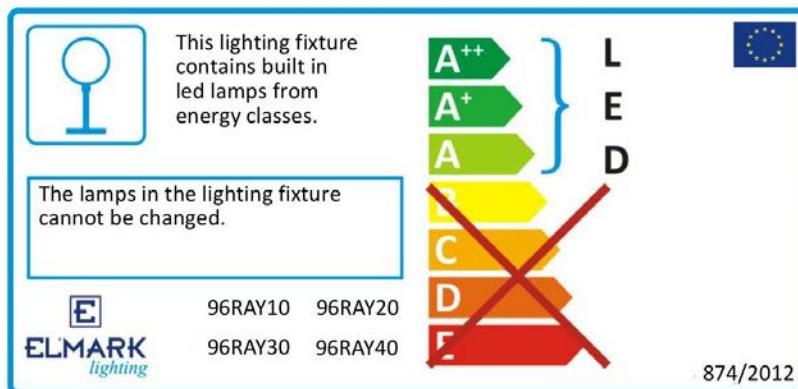 This lighting fixture
contains built in
led lamps from
energy classes.
The lamps in the lighting fixture
cannot be changed.
A++
A+
A
B
C
D
E
L
E
D
E
ELMARK
lighting
96RAY10 96RAY20
96RAY30 96RAY40
874/2012